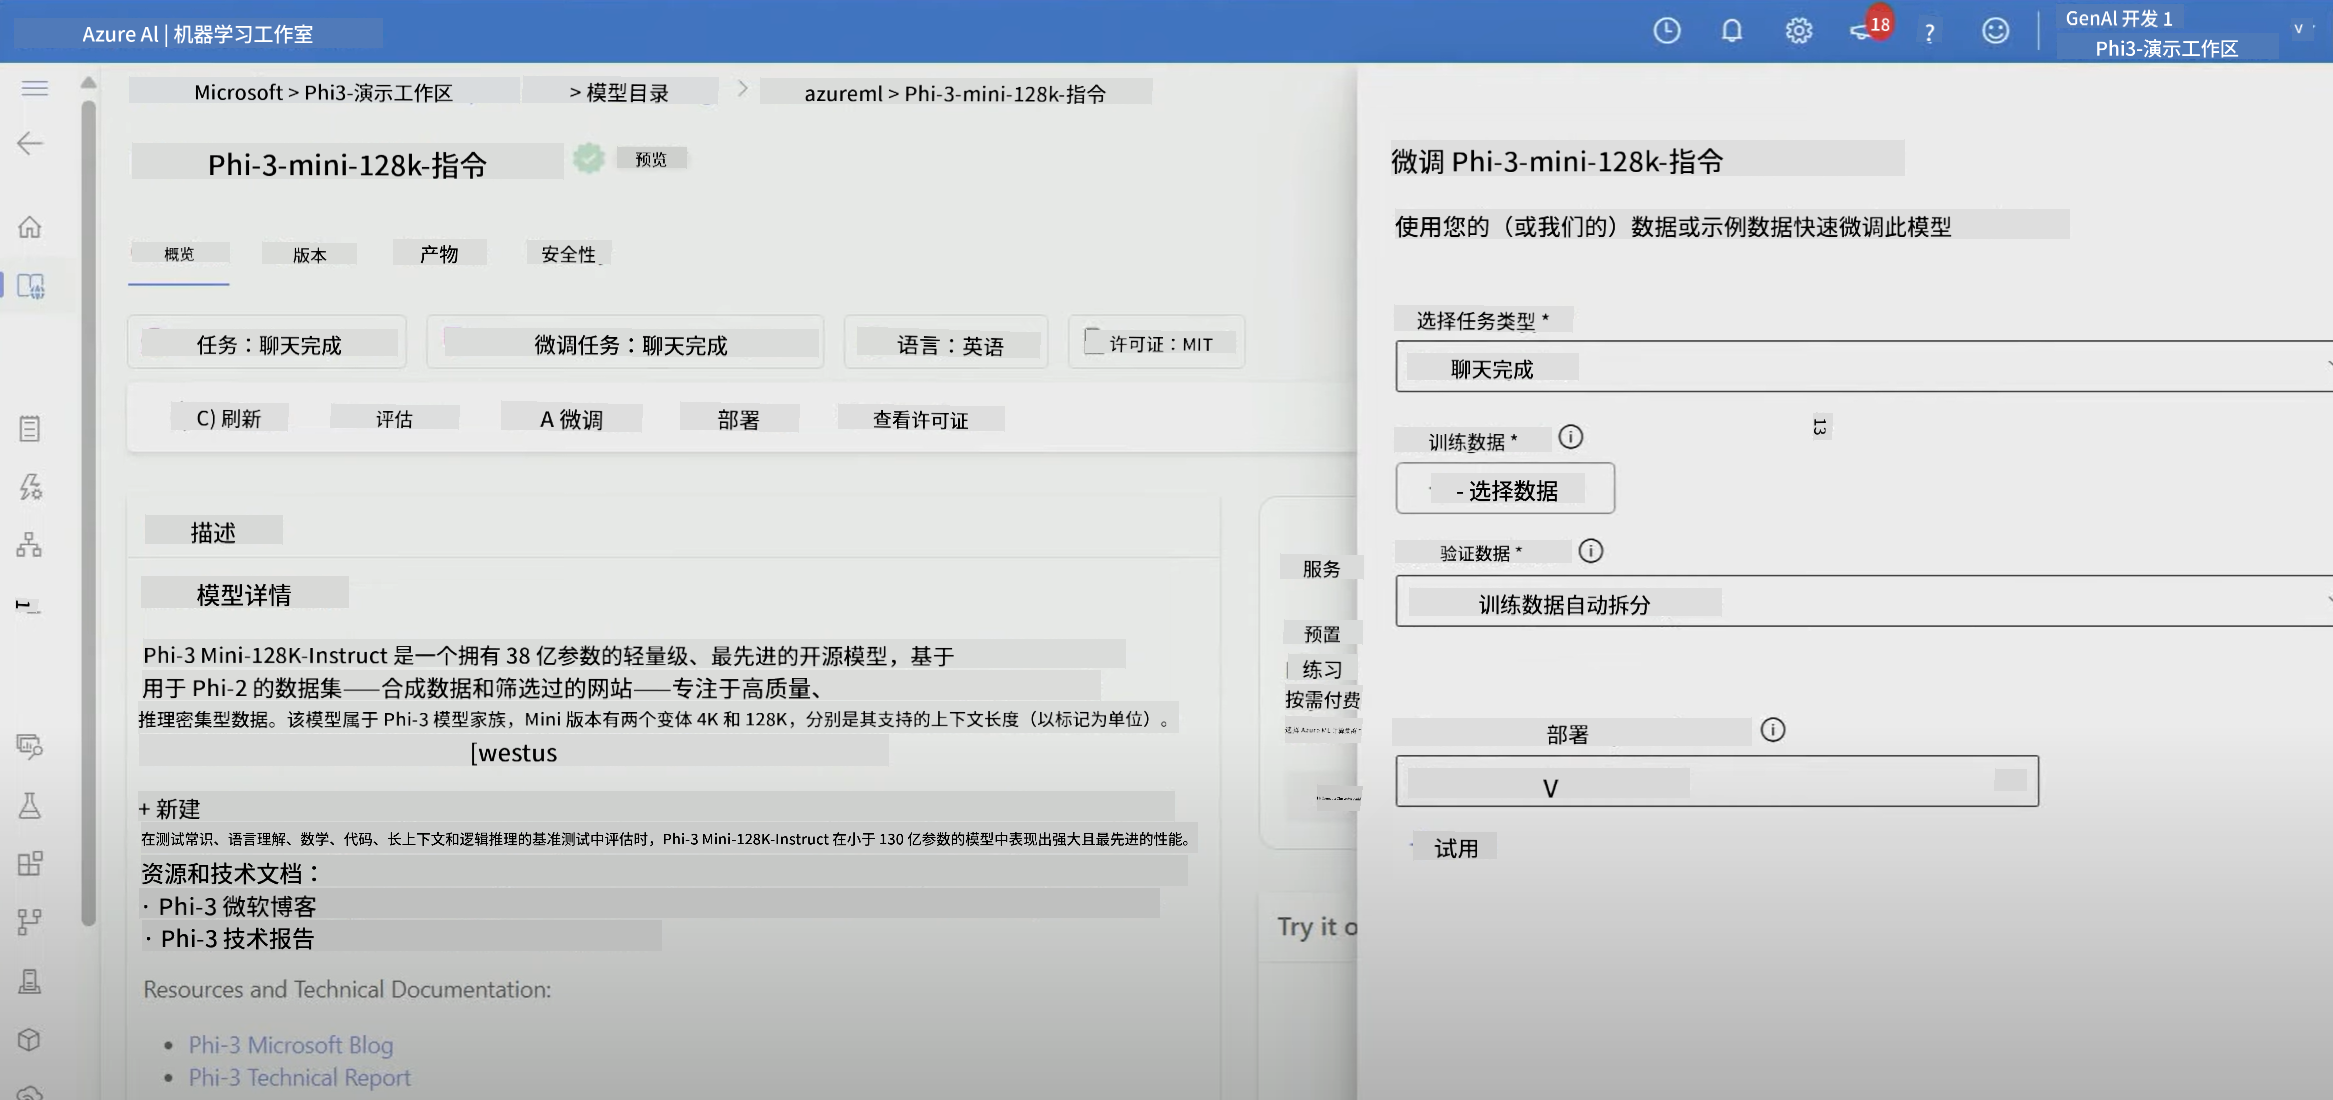 Azure AI | 机器学习工作室
18
?
GenAI 开发 1
Phi3-演示工作区
Microsoft > Phi3-演示工作区 > 模型目录 > azureml > Phi-3-mini-128k-指令
Phi-3-mini-128k-指令 预览
概览 版本 产物 安全性
任务：聊天完成 微调任务：聊天完成 语言：英语 许可证：MIT
C) 刷新 评估 A 微调 部署 查看许可证
描述
模型详情
Phi-3 Mini-128K-Instruct 是一个拥有 38 亿参数的轻量级、最先进的开源模型，基于
用于 Phi-2 的数据集——合成数据和筛选过的网站——专注于高质量、
推理密集型数据。该模型属于 Phi-3 模型家族，Mini 版本有两个变体 4K 和 128K，分别是其支持的上下文长度（以标记为单位）。
[westus
+ 新建
在测试常识、语言理解、数学、代码、长上下文和逻辑推理的基准测试中评估时，Phi-3 Mini-128K-Instruct 在小于 130 亿参数的模型中表现出强大且最先进的性能。
资源和技术文档：
· Phi-3 微软博客
· Phi-3 技术报告
Resources and Technical Documentation:
• Phi-3 Microsoft Blog
• Phi-3 Technical Report
服务
预置
练习
按需付费
Try it o
微调 Phi-3-mini-128k-指令
使用您的（或我们的）数据或示例数据快速微调此模型
选择任务类型 *
聊天完成
13
训练数据 *
- 选择数据
验证数据 *
训练数据自动拆分
部署
V
试用